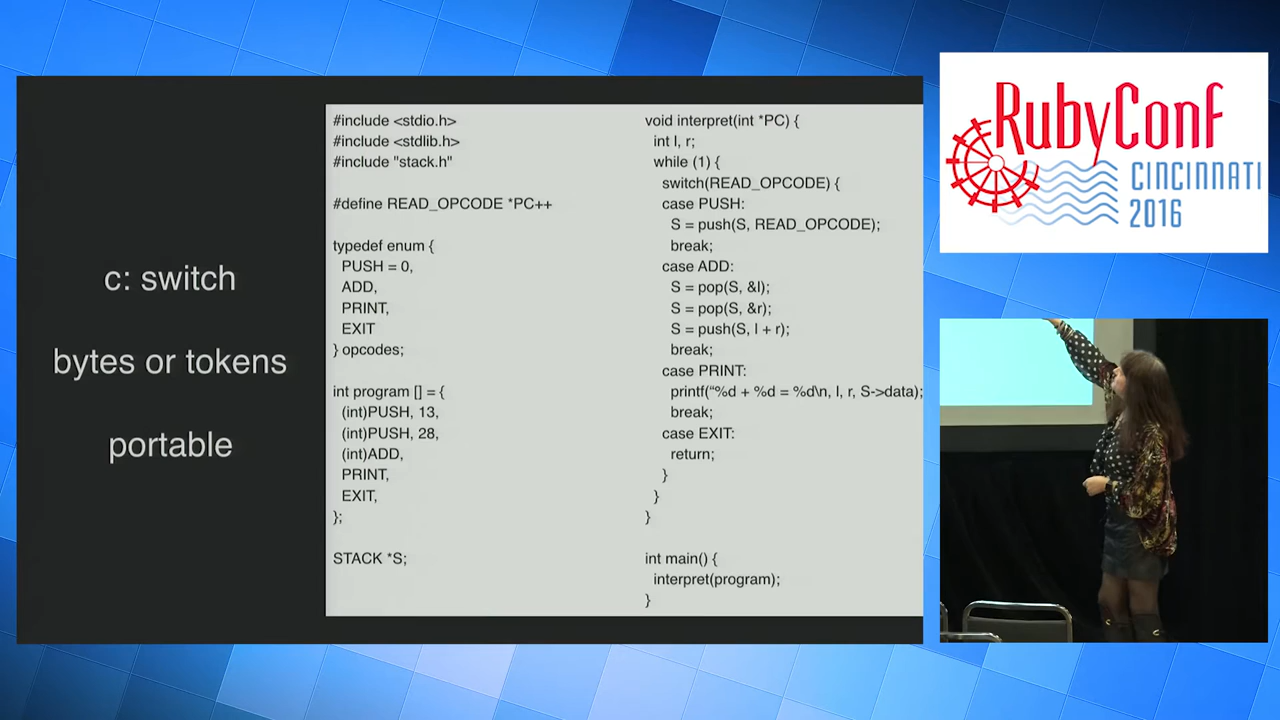 c: switch
bytes or tokens
portable
#include <stdio.h>
#include <stdlib.h>
#include "stack.h"
#define READ_OPCODE *PC++
typedef enum {
PUSH = 0,
ADD,
PRINT,
EXIT
} opcodes;
int program [] = {
(int)PUSH, 13,
(int)PUSH, 28,
(int)ADD,
PRINT,
EXIT,
};
STACK *S;
void interpret(int *PC) {
int l, r;
while (1) {
switch(READ_OPCODE) {
case PUSH:
S = push(S, READ_OPCODE);
break;
case ADD:
S = pop(S, &l);
S = pop(S, &r);
S = push(S, l + r);
break;
case PRINT:
printf(“%d + %d = %d\n, l, r, S->data);
break;
case EXIT:
return;
}
}
}
int main() {
interpret(program);
}
RubyConf
CINCINNATI
2016